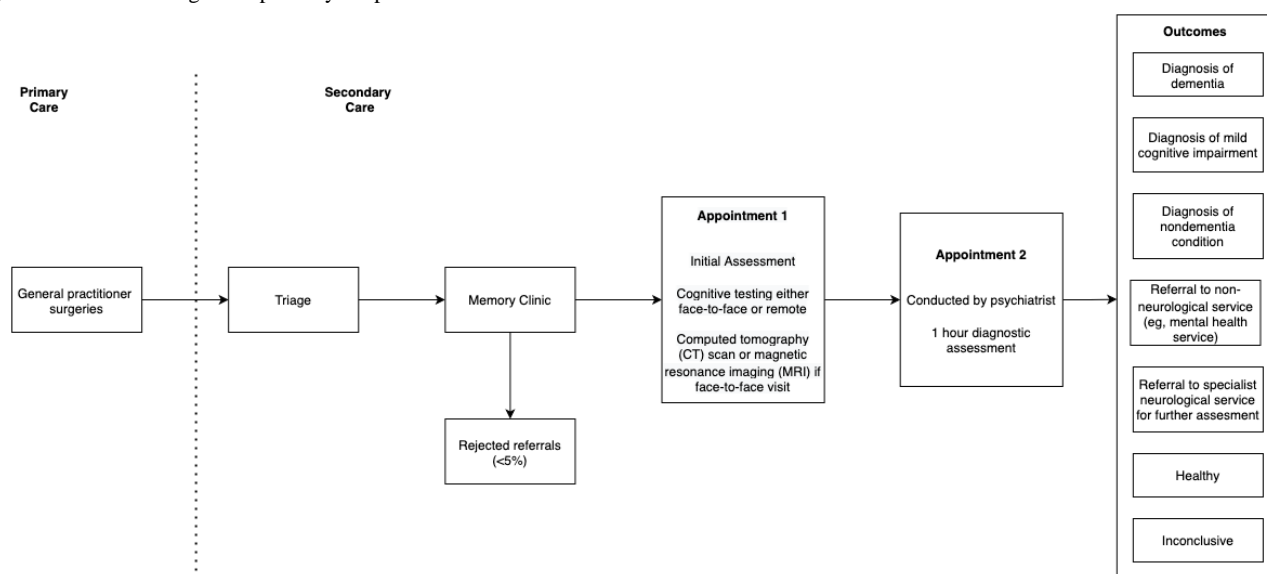 Primary
Care
Secondary
Care
General practitioner
surgeries
Triage
Memory Clinic
Rejected referrals
(<5%)
Appointment 1
Initial Assessment
Cognitive testing either
face-to-face or remote
Computed tomography
(CT) scan or magnetic
resonance imaging (MRI) if
face-to-face visit
Appointment 2
Conducted by psychiatrist
1 hour diagnostic
assessment
Outcomes
Diagnosis of
dementia
Diagnosis of mild
cognitive impairment
Diagnosis of
nondementia
condition
Referral to non-
neurological service
(eg, mental health
service)
Referral to specialist
neurological service
for further assesment
Healthy
Inconclusive